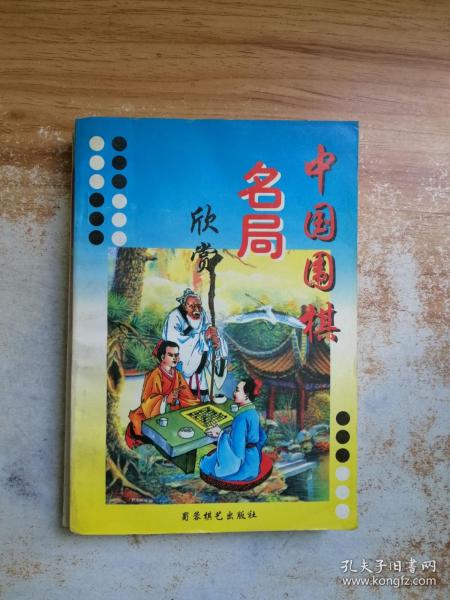 中国围棋
名局
欣赏
蜀蓉棋艺出版社
孔夫子旧书网
www.kongfz.com